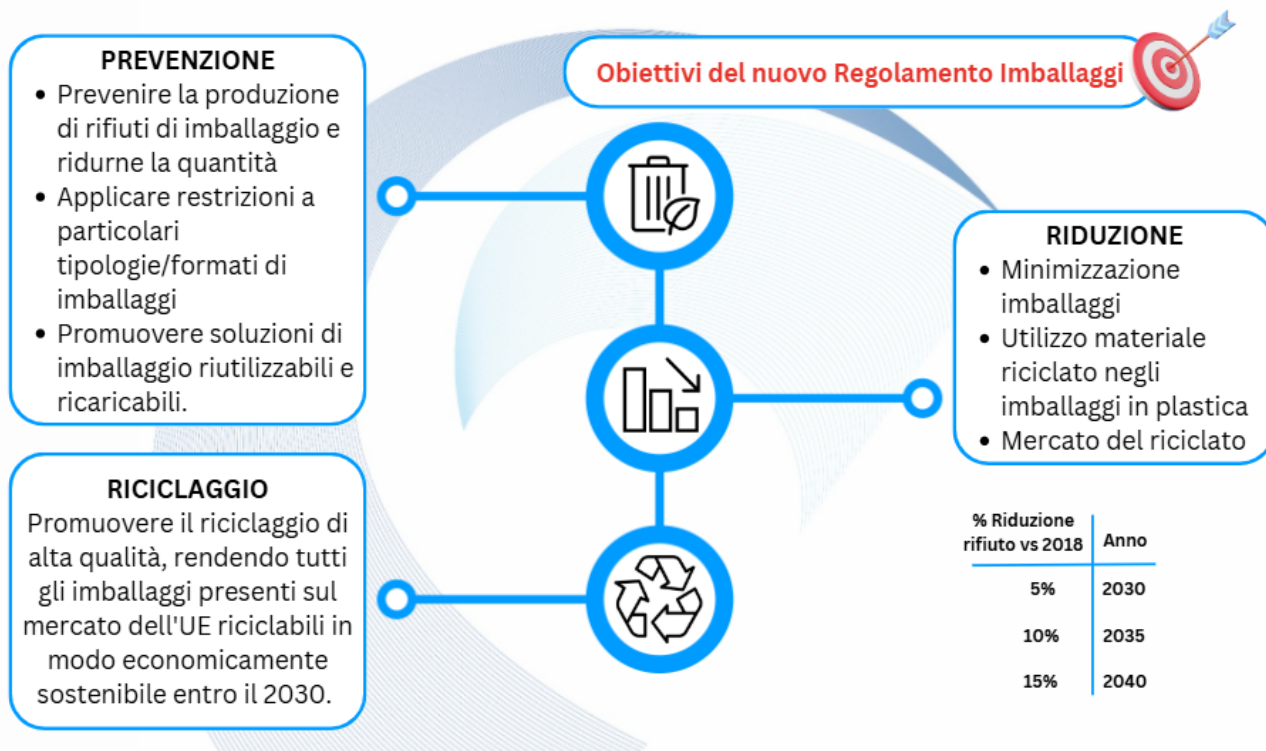 Obiettivi del nuovo Regolamento Imballaggi
PREVENZIONE
• Prevenire la produzione
di rifiuti di imballaggio e
ridurne la quantità
• Applicare restrizioni a
particolari
tipologie/formati di
imballaggi
• Promuovere soluzioni di
imballaggio riutilizzabili e
ricaricabili.
RIDUZIONE
• Minimizzazione
imballaggi
• Utilizzo materiale
riciclato negli
imballaggi in plastica
• Mercato del riciclato
RICICLAGGIO
Promuovere il riciclaggio di
alta qualità, rendendo tutti
gli imballaggi presenti sul
mercato dell'UE riciclabili in
modo economicamente
sostenibile entro il 2030.
% Riduzione
rifiuto vs 2018 Anno
5% 2030
10% 2035
15% 2040